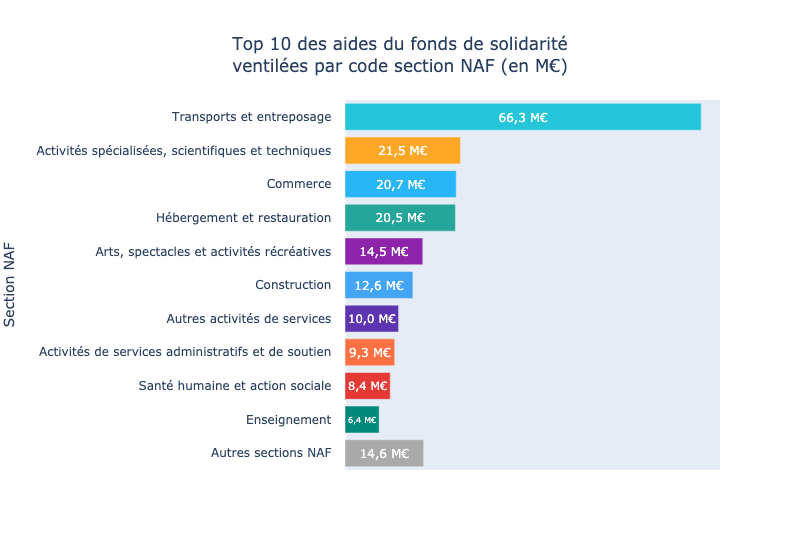 Top 10 des aides du fonds de solidarité
ventilées par code section NAF (en M€)
Section NAF
Transports et entreposage 66,3 M€
Activités spécialisées, scientifiques et techniques 21,5 M€
Commerce 20,7 M€
Hébergement et restauration 20,5 M€
Arts, spectacles et activités récréatives 14,5 M€
Construction 12,6 M€
Autres activités de services 10,0 M€
Activités de services administratifs et de soutien 9,3 M€
Santé humaine et action sociale 8,4 M€
Enseignement 6,4 M€
Autres sections NAF 14,6 M€